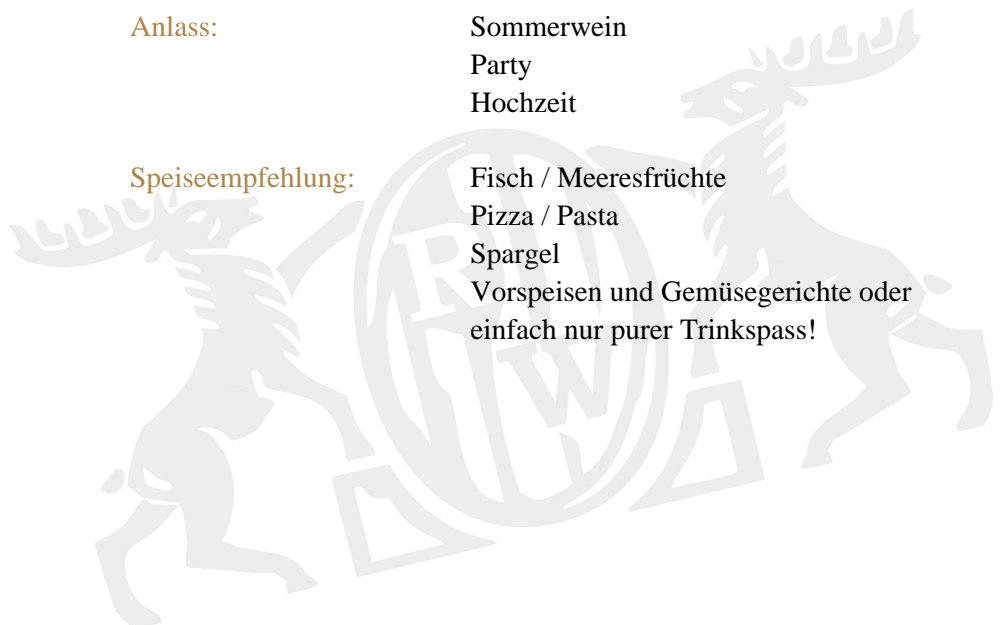 Anlass: Sommerwein
Party
Hochzeit
Speiseempfehlung: Fisch / Meeresfrüchte
Pizza / Pasta
Spargel
Vorspeisen und Gemüsegerichte oder
einfach nur purer Trinkspass!
R
W